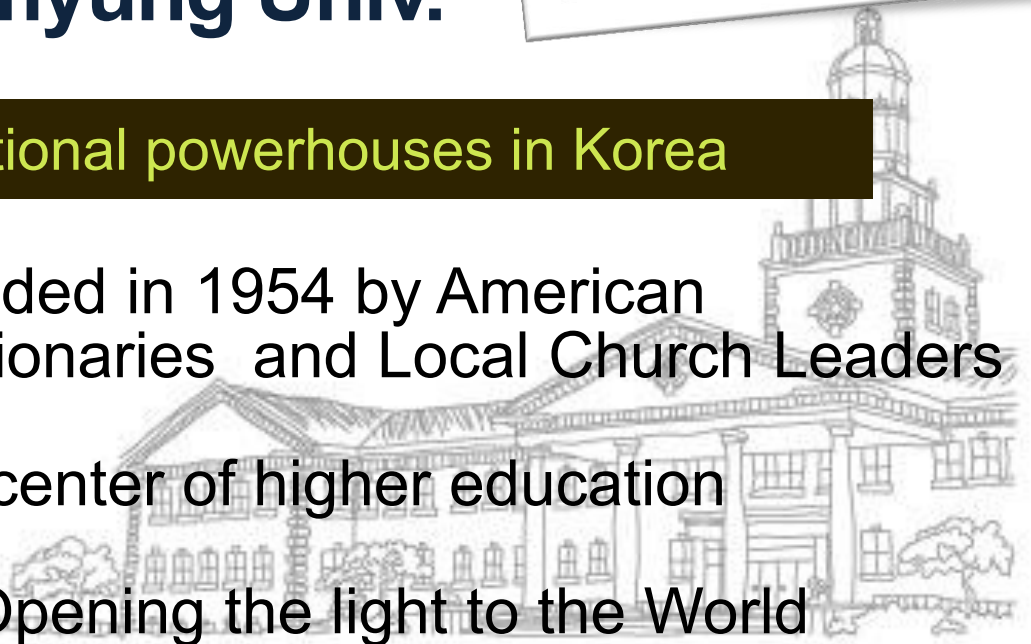 nyung Univ.
tional powerhouses in Korea
ded in 1954 by American
ionaries  and Local Church Leaders
center of higher education
Opening the light to the World